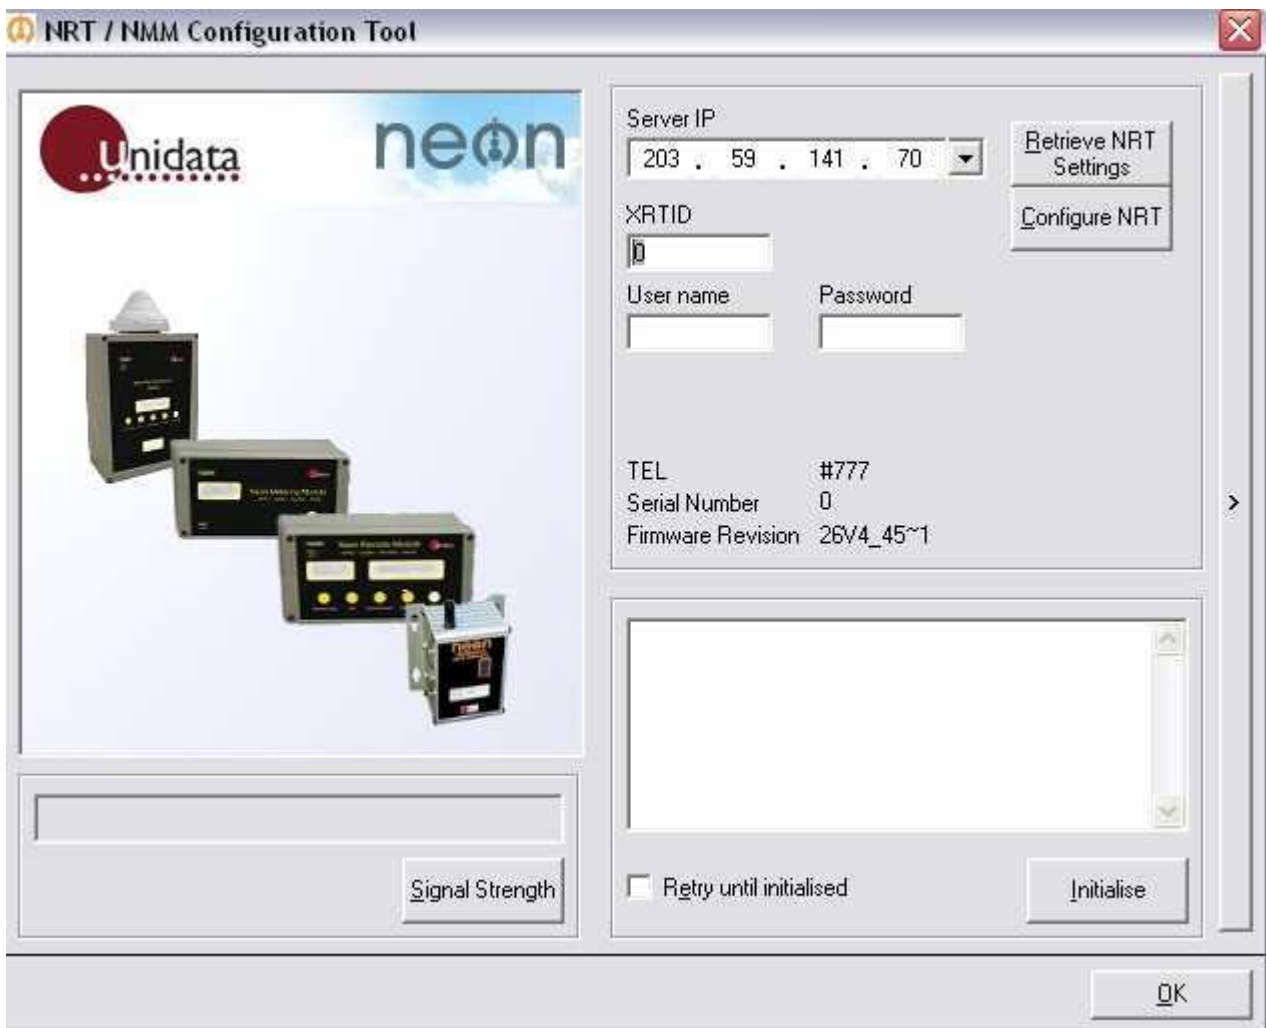 NRT / NMM Configuration Tool
Unidata
neon
Server IP
203 . 59 . 141 . 70
Retrieve NRT
Settings
XRTID
Configure NRT
0
User name Password
TEL #777
Serial Number 0
Firmware Revision 26V4_45~1
>
neon
Signal Strength
Retry until initialised
Initialise
OK